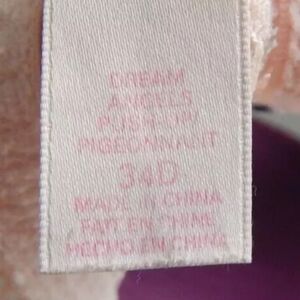 DREAM
ANGELS
PUSH-UP/
PIGEONNANT
34D
MADE IN CHINA
FAIT EN CHINE
HECHO EN CHINA